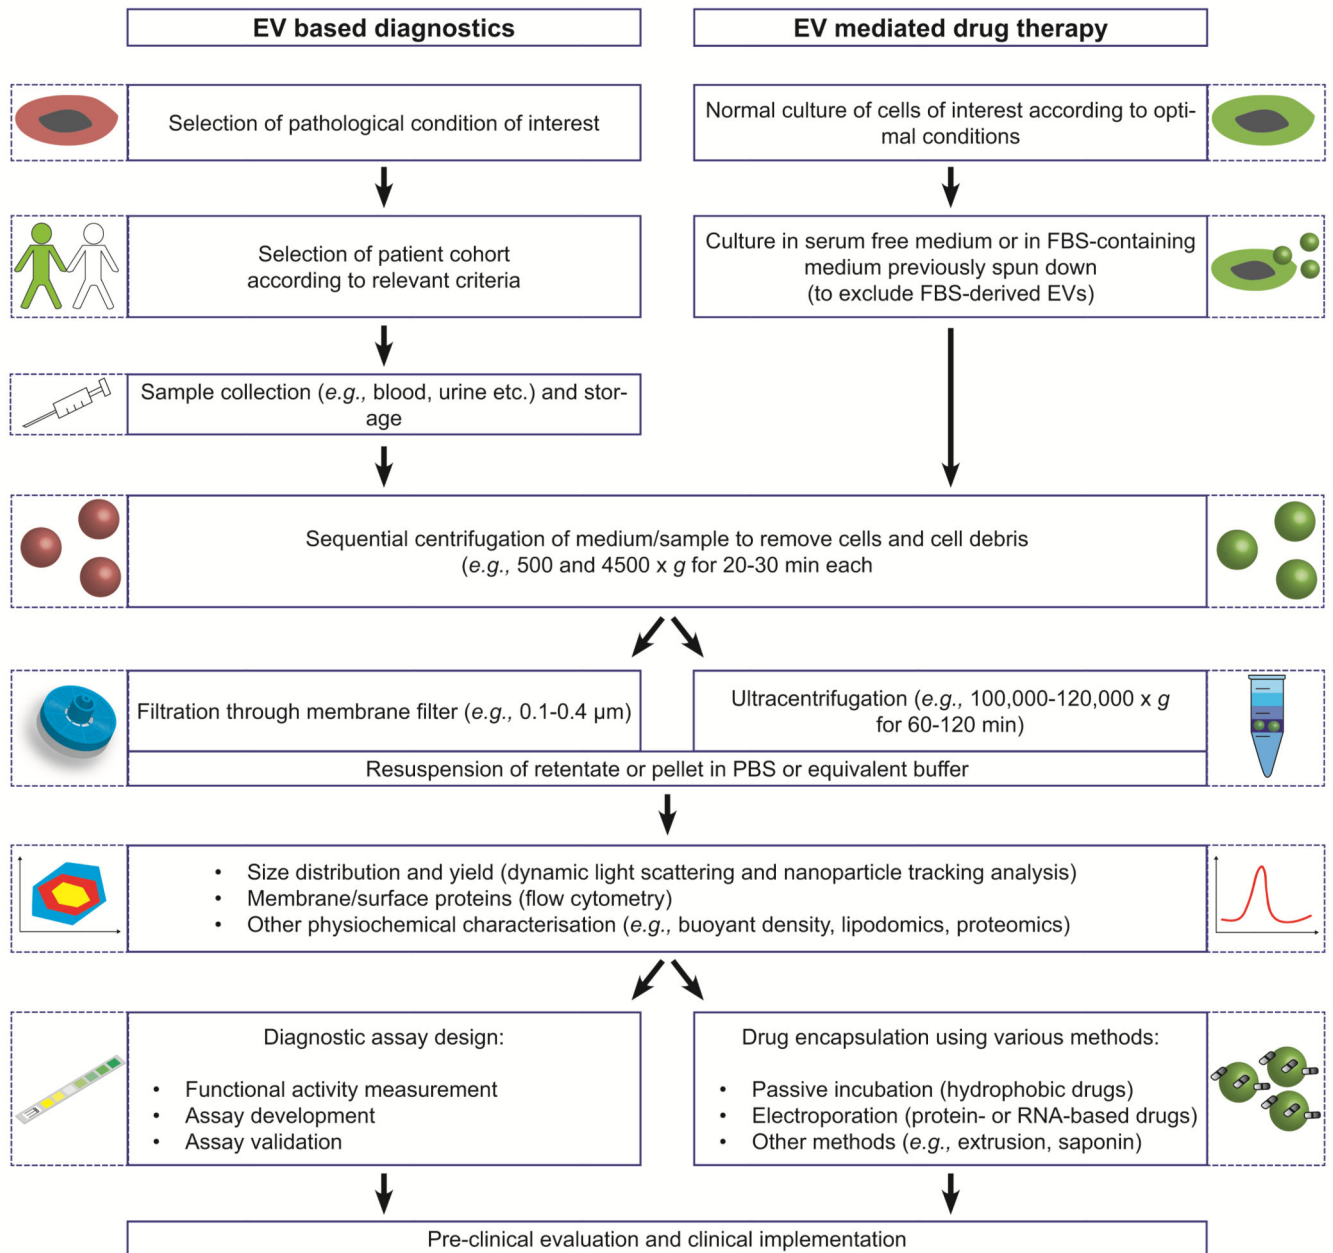 EV based diagnostics
EV mediated drug therapy
Selection of pathological condition of interest
Normal culture of cells of interest according to opti-
mal conditions
Selection of patient cohort
according to relevant criteria
Culture in serum free medium or in FBS-containing
medium previously spun down
(to exclude FBS-derived EVs)
Sample collection (e.g., blood, urine etc.) and stor-
age
Sequential centrifugation of medium/sample to remove cells and cell debris
(e.g., 500 and 4500 x g for 20-30 min each
Filtration through membrane filter (e.g., 0.1-0.4 µm)
Ultracentrifugation (e.g., 100,000-120,000 x g
for 60-120 min)
Resuspension of retentate or pellet in PBS or equivalent buffer
• Size distribution and yield (dynamic light scattering and nanoparticle tracking analysis)
• Membrane/surface proteins (flow cytometry)
• Other physiochemical characterisation (e.g., buoyant density, lipodomics, proteomics)
Diagnostic assay design:
• Functional activity measurement
• Assay development
• Assay validation
Drug encapsulation using various methods:
• Passive incubation (hydrophobic drugs)
• Electroporation (protein- or RNA-based drugs)
• Other methods (e.g., extrusion, saponin)
Pre-clinical evaluation and clinical implementation